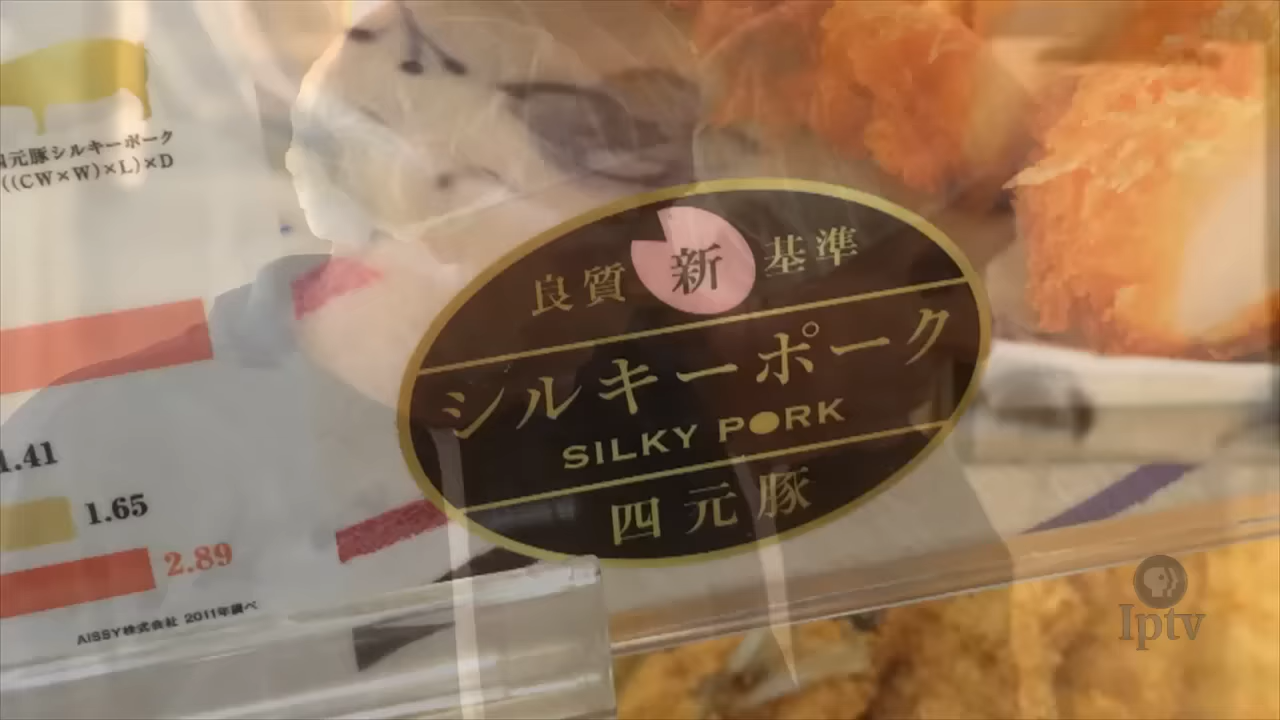 四元豚シルキーポーク
((CW×W)×L)×D
良質 新 基準
シルキーポーク
SILKY PORK
四元豚
1.41
1.65
2.89
AISSY株式会社 2011年調べ
Iptv